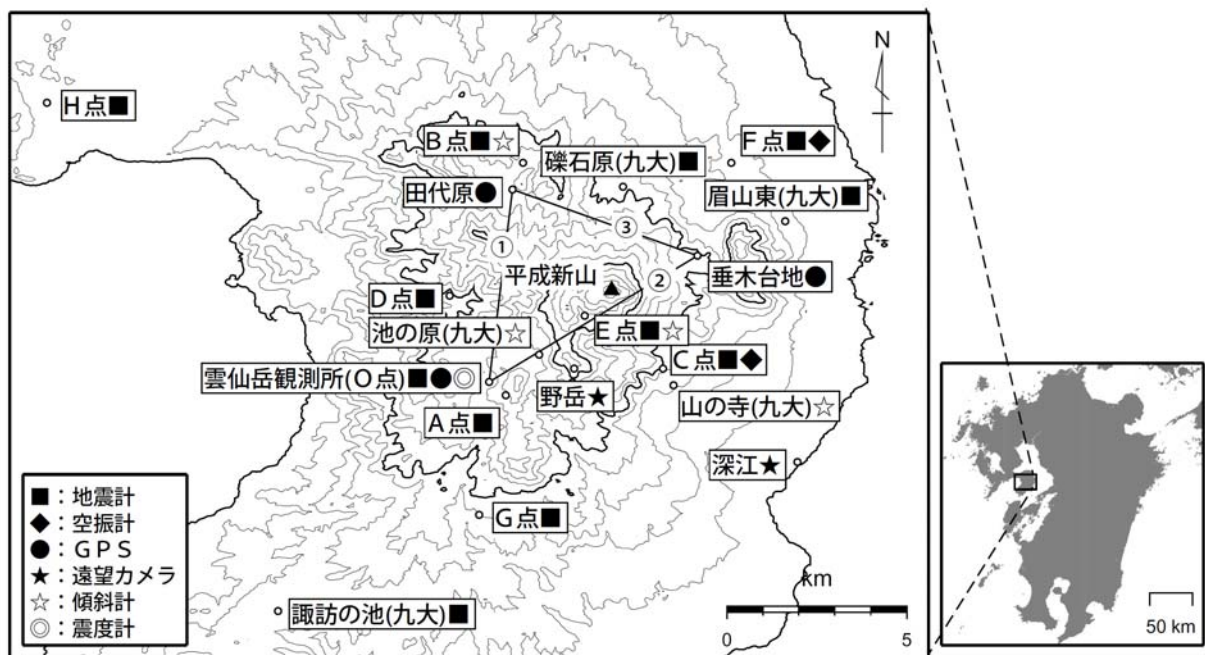 N
H点■
B点■☆
F点■◆
礫石原(九大)■
田代原●
眉山東(九大)■
③
①
平成新山
②
垂木台地●
D点■
池の原(九大)☆
E点■☆
C点■◆
雲仙岳観測所(O点)■●◎
野岳★
山の寺(九大)☆
A点■
深江★
G点■
■：地震計
◆：空振計
●：GPS
★：遠望カメラ
☆：傾斜計
◎：震度計
諏訪の池(九大)■
km
0 5
50 km